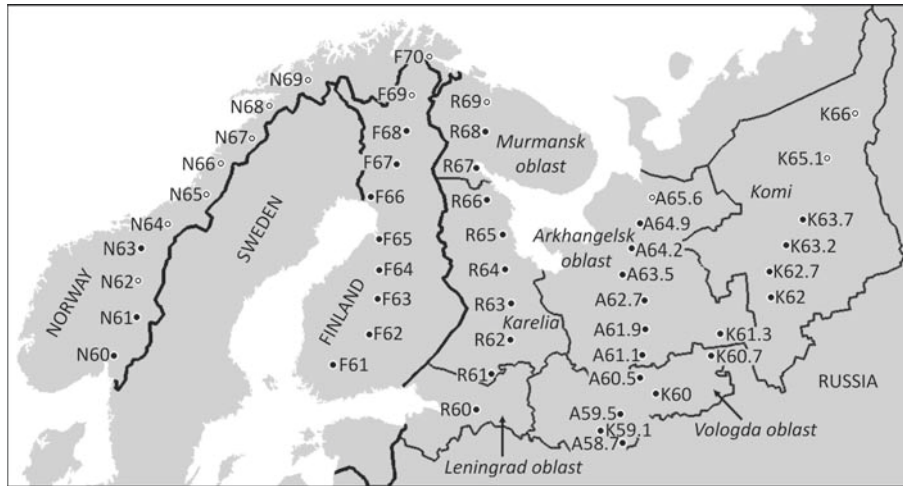 F70
N69
F69
R69
N68
K66
F68
R68
N67
Murmansk
oblast
N66
F67
R67
K65.1
N65
F66
R66
A65.6
Komi
N64
A64.9
K63.7
SWEDEN
N63
F65
R65
Arkhangelsk
oblast
A64.2
K63.2
NORWAY
N62
F64
R64
A63.5
K62.7
FINLAND
F63
R63
A62.7
K62
N61
Karelia
F62
R62
A61.9
K61.3
N60
F61
R61
A61.1
K60.7
A60.5
RUSSIA
K60
R60
A59.5
K59.1
A58.7
Vologda oblast
Leningrad oblast